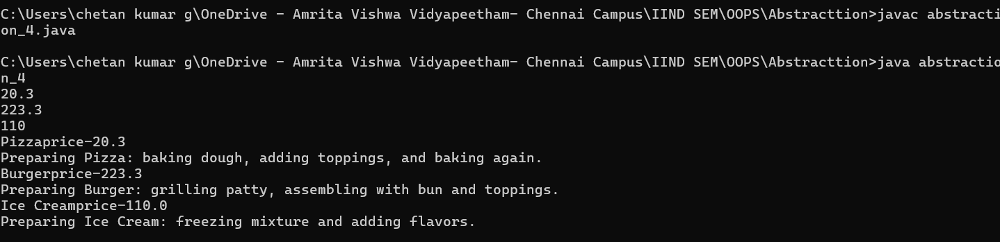 C:\Users\chetan kumar g\OneDrive - Amrita Vishwa Vidyapeetham- Chennai Campus\IIND SEM\OOPS\Abstracttion>javac abstracti
on_4.java
C:\Users\chetan kumar g\OneDrive - Amrita Vishwa Vidyapeetham- Chennai Campus\IIND SEM\OOPS\Abstracttion>java abstractio
n_4
20.3
223.3
110
Pizzaprice-20.3
Preparing Pizza: baking dough, adding toppings, and baking again.
Burgerprice-223.3
Preparing Burger: grilling patty, assembling with bun and toppings.
Ice Creamprice-110.0
Preparing Ice Cream: freezing mixture and adding flavors.